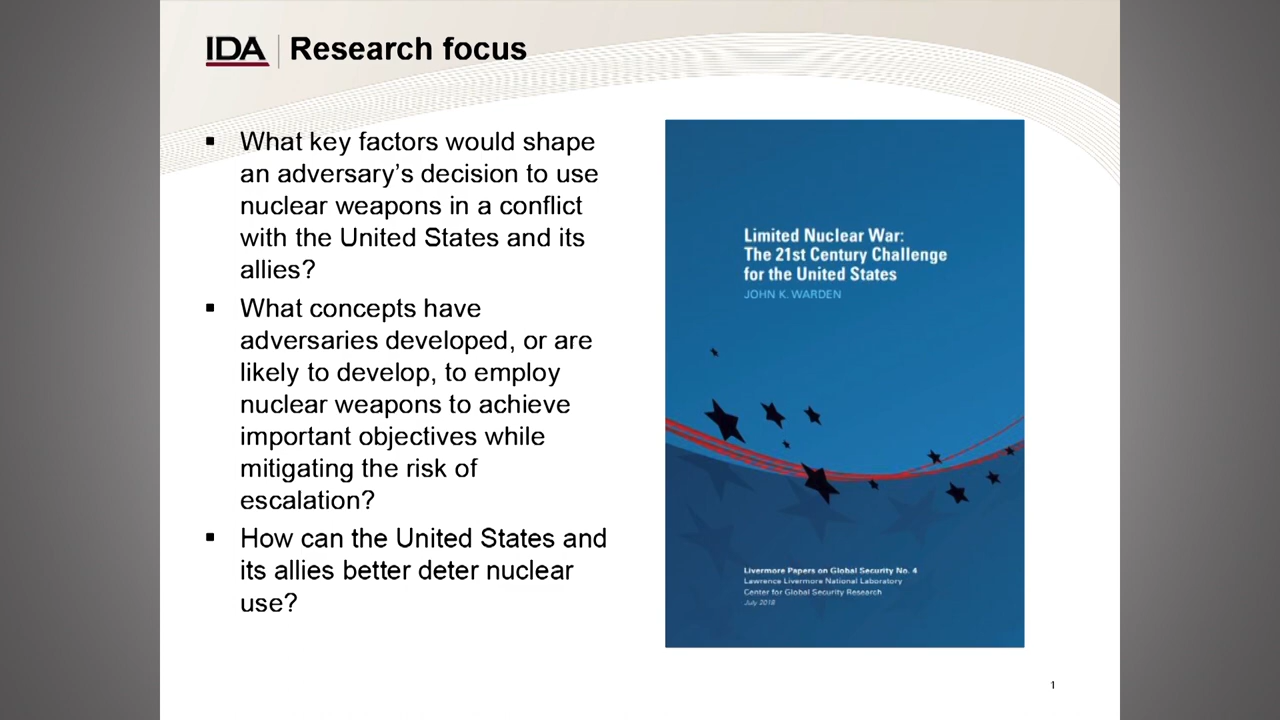 IDA Research focus
▪ What key factors would shape
an adversary’s decision to use
nuclear weapons in a conflict
with the United States and its
allies?
▪ What concepts have
adversaries developed, or are
likely to develop, to employ
nuclear weapons to achieve
important objectives while
mitigating the risk of
escalation?
▪ How can the United States and
its allies better deter nuclear
use?
Limited Nuclear War:
The 21st Century Challenge
for the United States
JOHN K. WARDEN
Livermore Papers on Global Security No. 4
Lawrence Livermore National Laboratory
Center for Global Security Research
July 2018
1